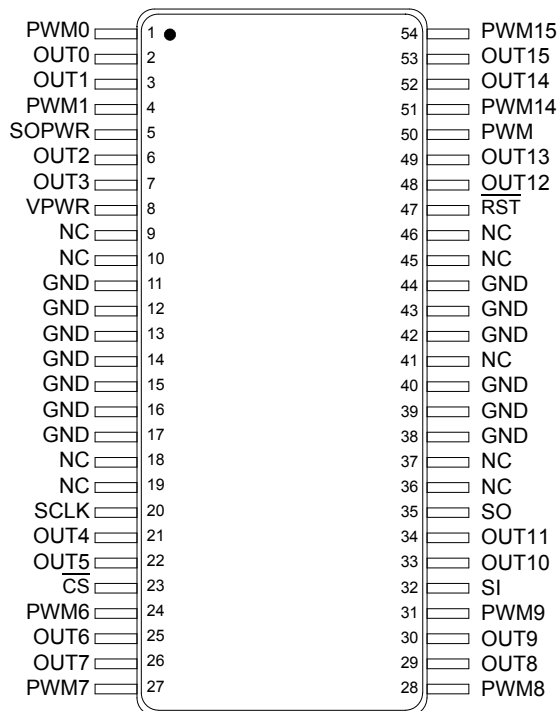 PWM0 1 54 PWM15
OUT0 2 53 OUT15
OUT1 3 52 OUT14
PWM1 4 51 PWM14
SOPWR 5 50 PWM
OUT2 6 49 OUT13
OUT3 7 48 OUT12
VPWR 8 47 RST
NC 9 46 NC
NC 10 45 NC
GND 11 44 GND
GND 12 43 GND
GND 13 42 GND
GND 14 41 NC
GND 15 40 GND
GND 16 39 GND
GND 17 38 GND
NC 18 37 NC
NC 19 36 NC
SCLK 20 35 SO
OUT4 21 34 OUT11
OUT5 22 33 OUT10
CS 23 32 SI
PWM6 24 31 PWM9
OUT6 25 30 OUT9
OUT7 26 29 OUT8
PWM7 27 28 PWM8